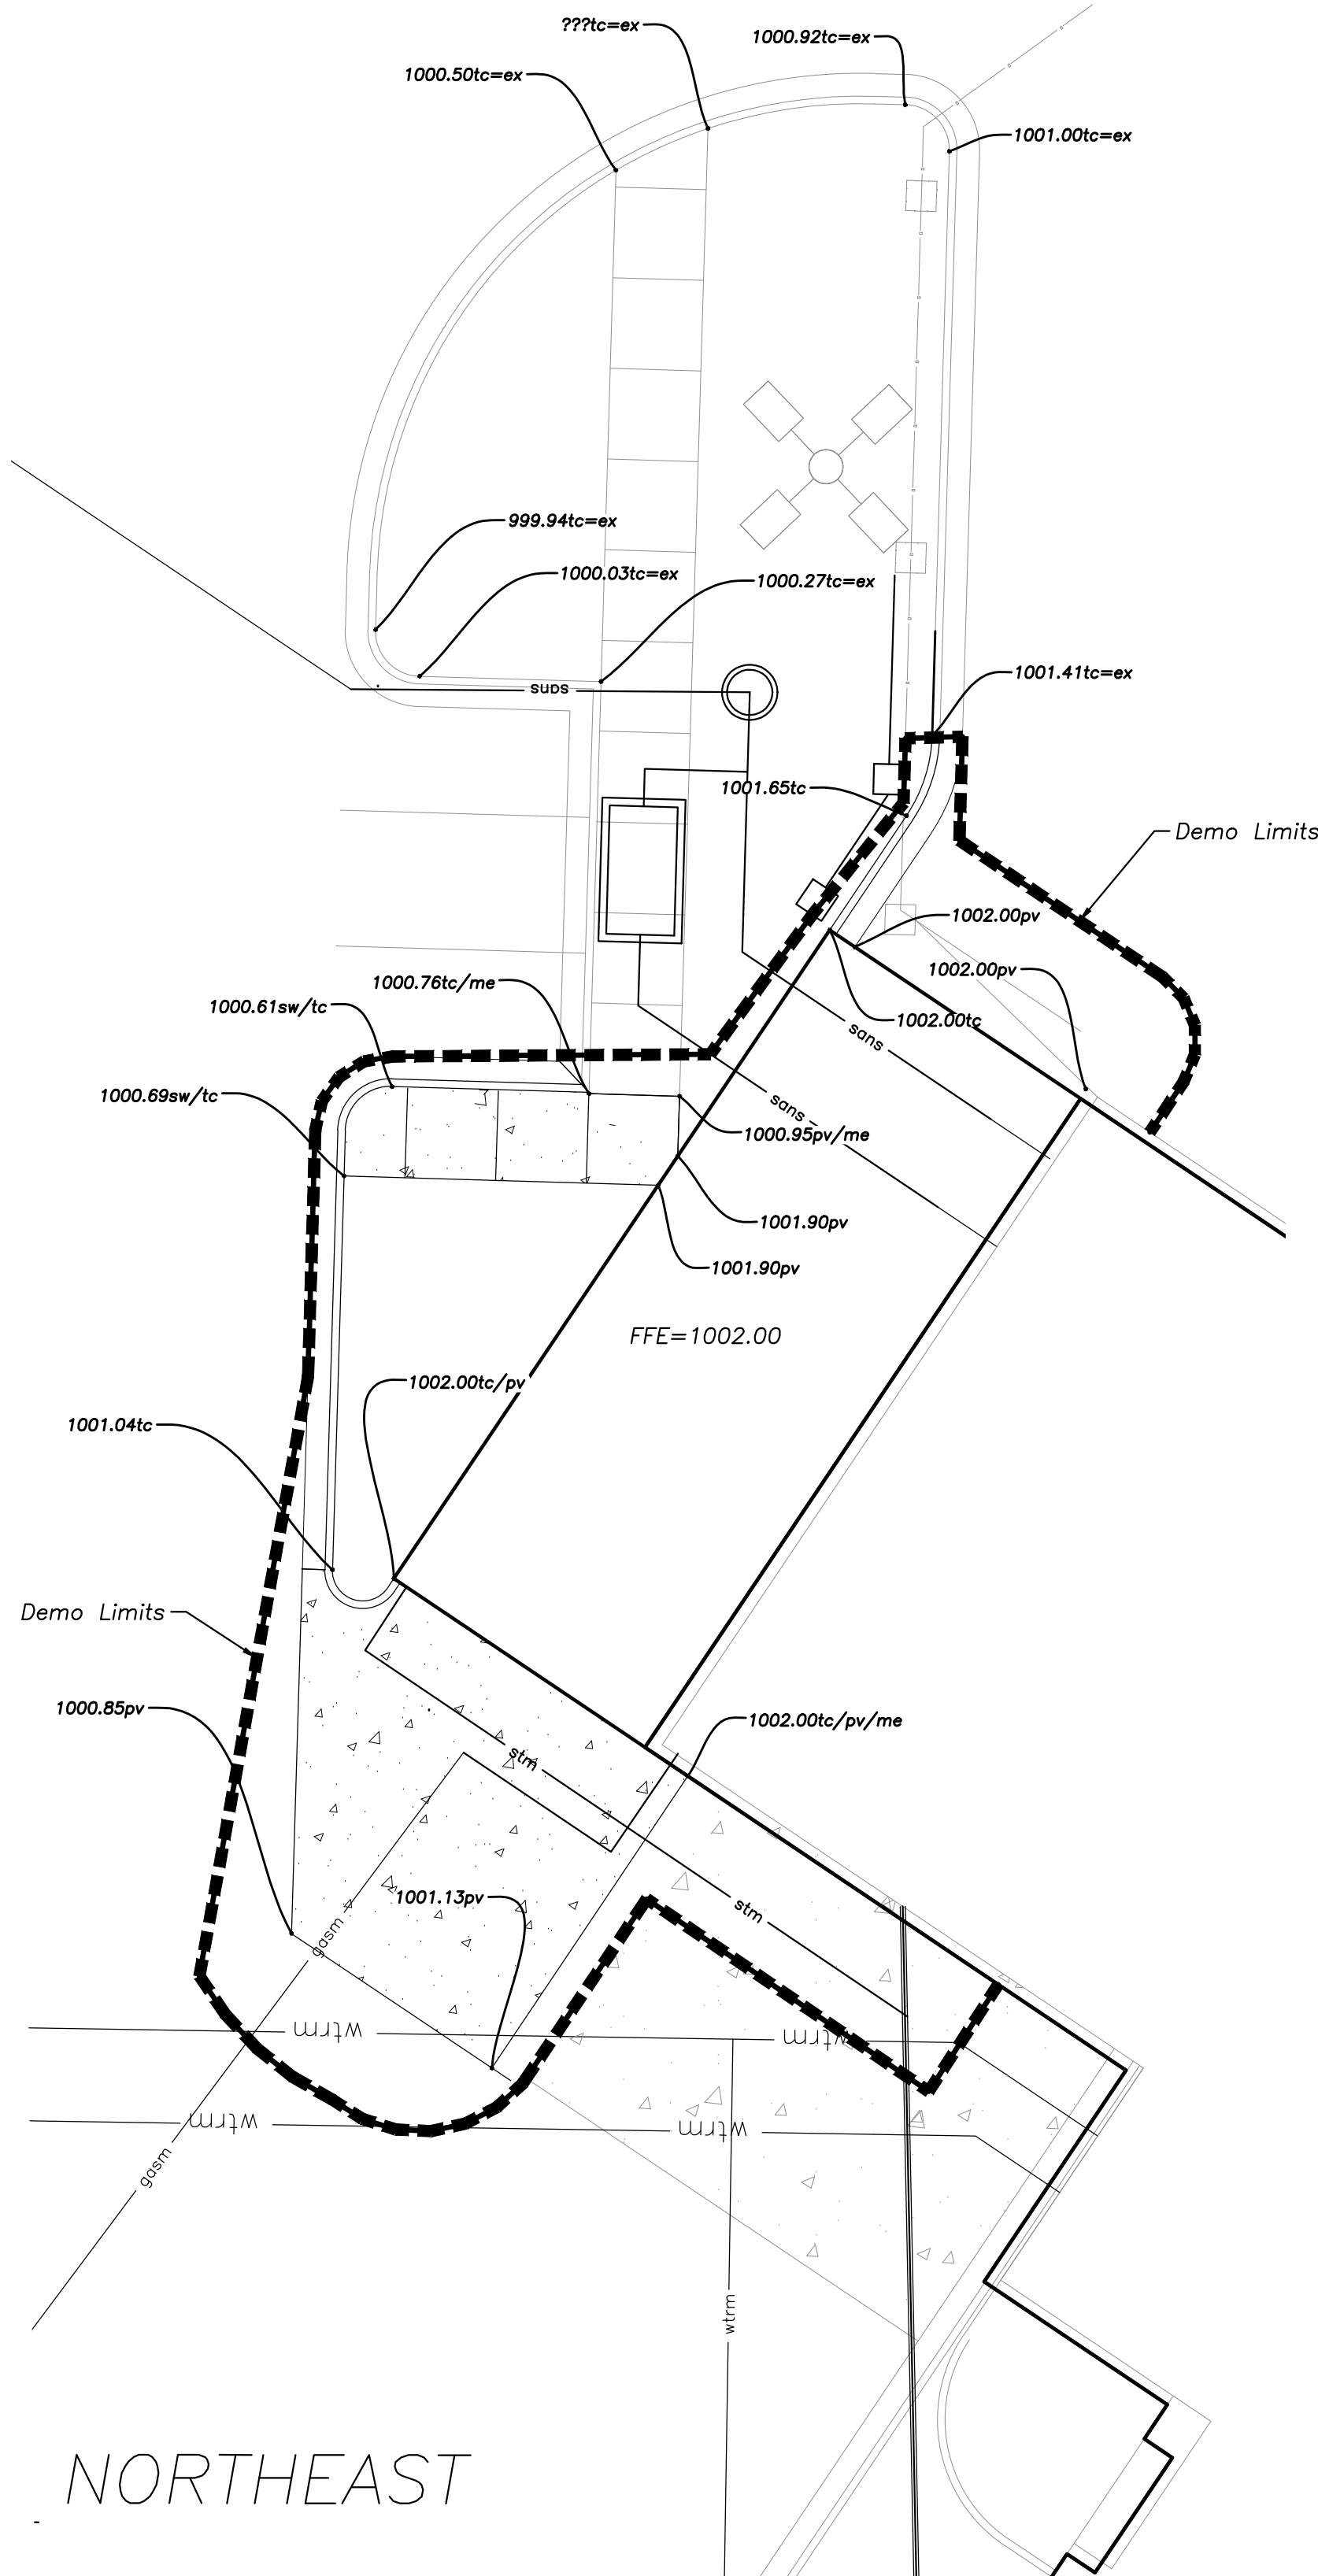 ???tc=ex
1000.92tc=ex
1000.50tc=ex
1001.00tc=ex
999.94tc=ex
1000.03tc=ex
1000.27tc=ex
1001.41tc=ex
sans
1001.65tc
Demo Limits
1002.00pv
1002.00pv
1000.76tc/me
1000.61sw/tc
1002.00tc
sans
1000.69sw/tc
sans
1000.95pv/me
1001.90pv
1001.90pv
FFE=1002.00
1002.00tc/pv
1001.04tc
Demo Limits
1000.85pv
1002.00tc/pv/me
stm
1001.13pv
stm
gasm
wtrm
wtrm
wtrm
wtrm
gasm
wtrm
NORTHEAST
-